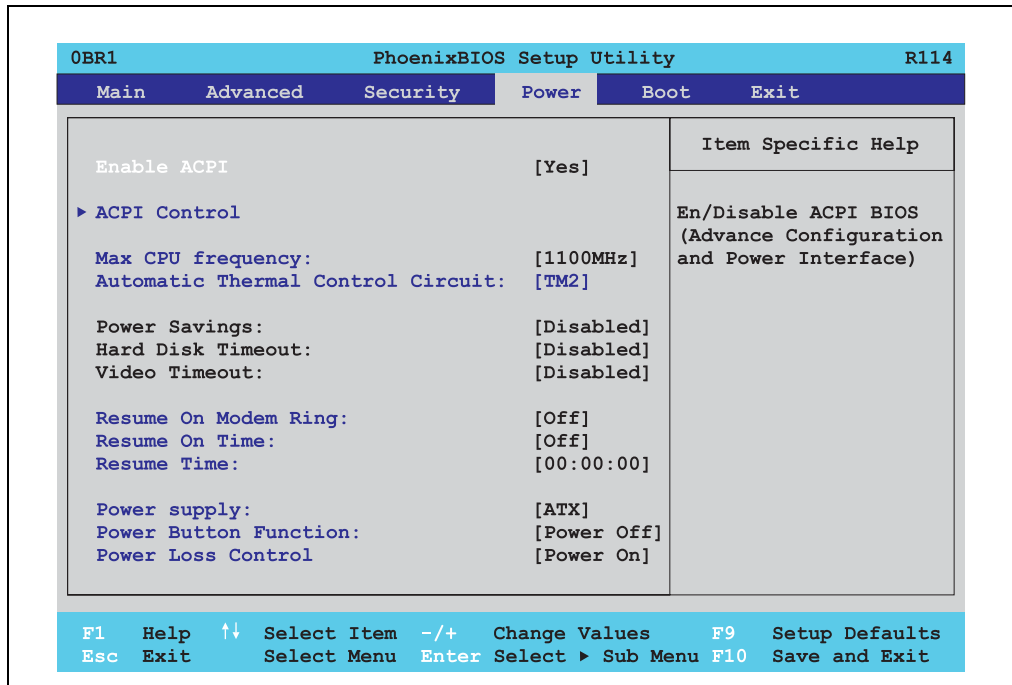 0BR1 PhoenixBIOS Setup Utility R114
Main Advanced Security Power Boot Exit
Item Specific Help
Enable ACPI [Yes]
▶ ACPI Control En/Disable ACPI BIOS
(Advance Configuration
Max CPU frequency: [1100MHz] and Power Interface)
Automatic Thermal Control Circuit: [TM2]
Power Savings: [Disabled]
Hard Disk Timeout: [Disabled]
Video Timeout: [Disabled]
Resume On Modem Ring: [Off]
Resume On Time: [Off]
Resume Time: [00:00:00]
Power supply: [ATX]
Power Button Function: [Power Off]
Power Loss Control [Power On]
F1 Help ↑↓ Select Item -/+ Change Values F9 Setup Defaults
Esc Exit Select Menu Enter Select ▶ Sub Menu F10 Save and Exit